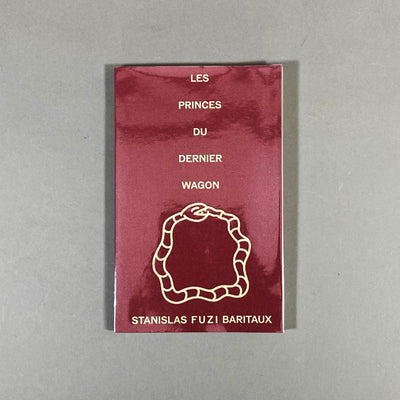 LES
PRINCES
DU
DERNIER
WAGON
STANISLAS FUZI BARITAUX